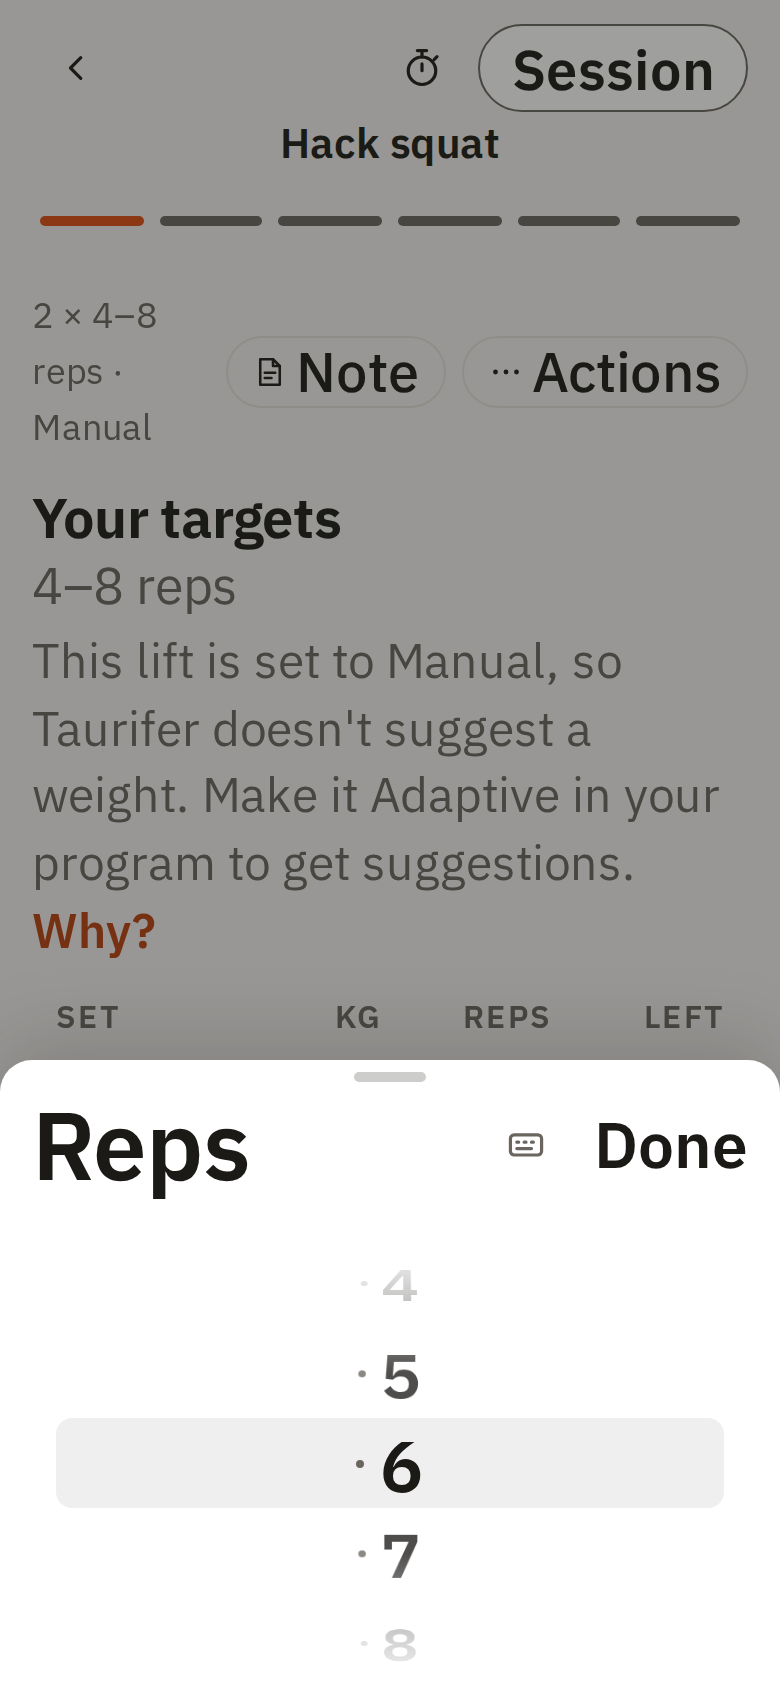 Session
Hack squat
2 × 4–8
reps ·
Manual
Note
··· Actions
Your targets
4–8 reps
This lift is set to Manual, so
Taurifer doesn't suggest a
weight. Make it Adaptive in your
program to get suggestions.
Why?
SET KG REPS LEFT
Reps Done
· 4
· 5
· 6
· 7
· 8